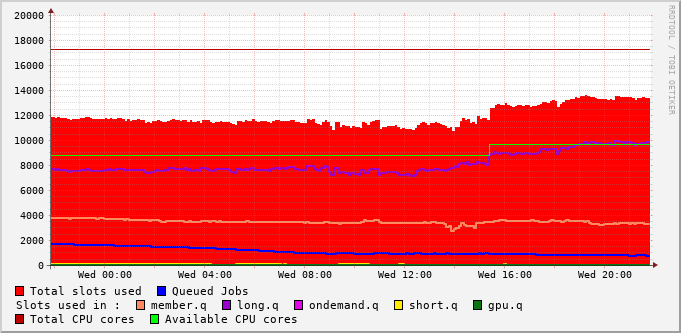 20000
18000
16000
14000
12000
10000
8000
6000
4000
2000
0
Wed 00:00 Wed 04:00 Wed 08:00 Wed 12:00 Wed 16:00 Wed 20:00
RRDTOOL / TOBI OETIKER
Total slots used Queued Jobs
Slots used in : member.q long.q ondemand.q short.q gpu.q
Total CPU cores Available CPU cores